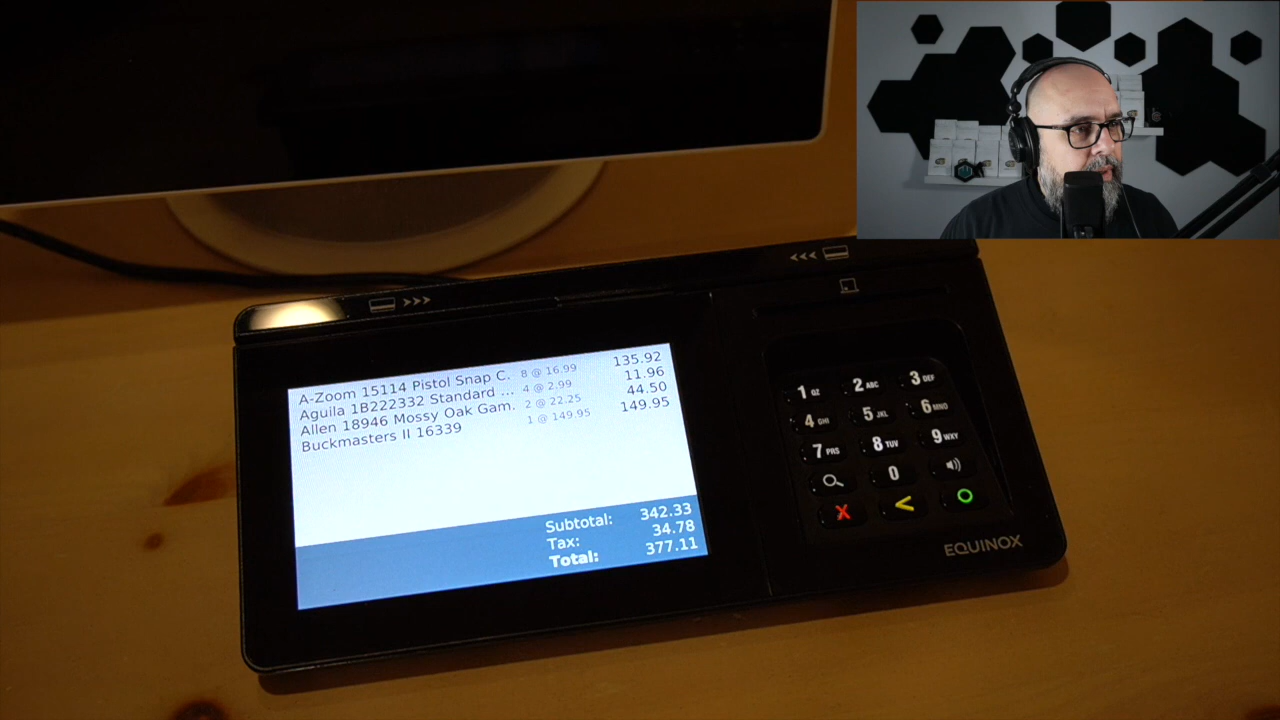 A-Zoom 15114 Pistol Snap C. 8 @ 16.99 135.92
Aguila 1B222332 Standard ... 4 @ 2.99 11.96
Allen 18946 Mossy Oak Gam. 2 @ 22.25 44.50
Buckmasters II 16339 1 @ 149.95 149.95
Subtotal: 342.33
Tax: 34.78
Total: 377.11
1 QZ 2 ABC 3 DEF
4 GHI 5 JKL 6 MNO
7 PRS 8 TUV 9 WXY
0
X < O
EQUINOX